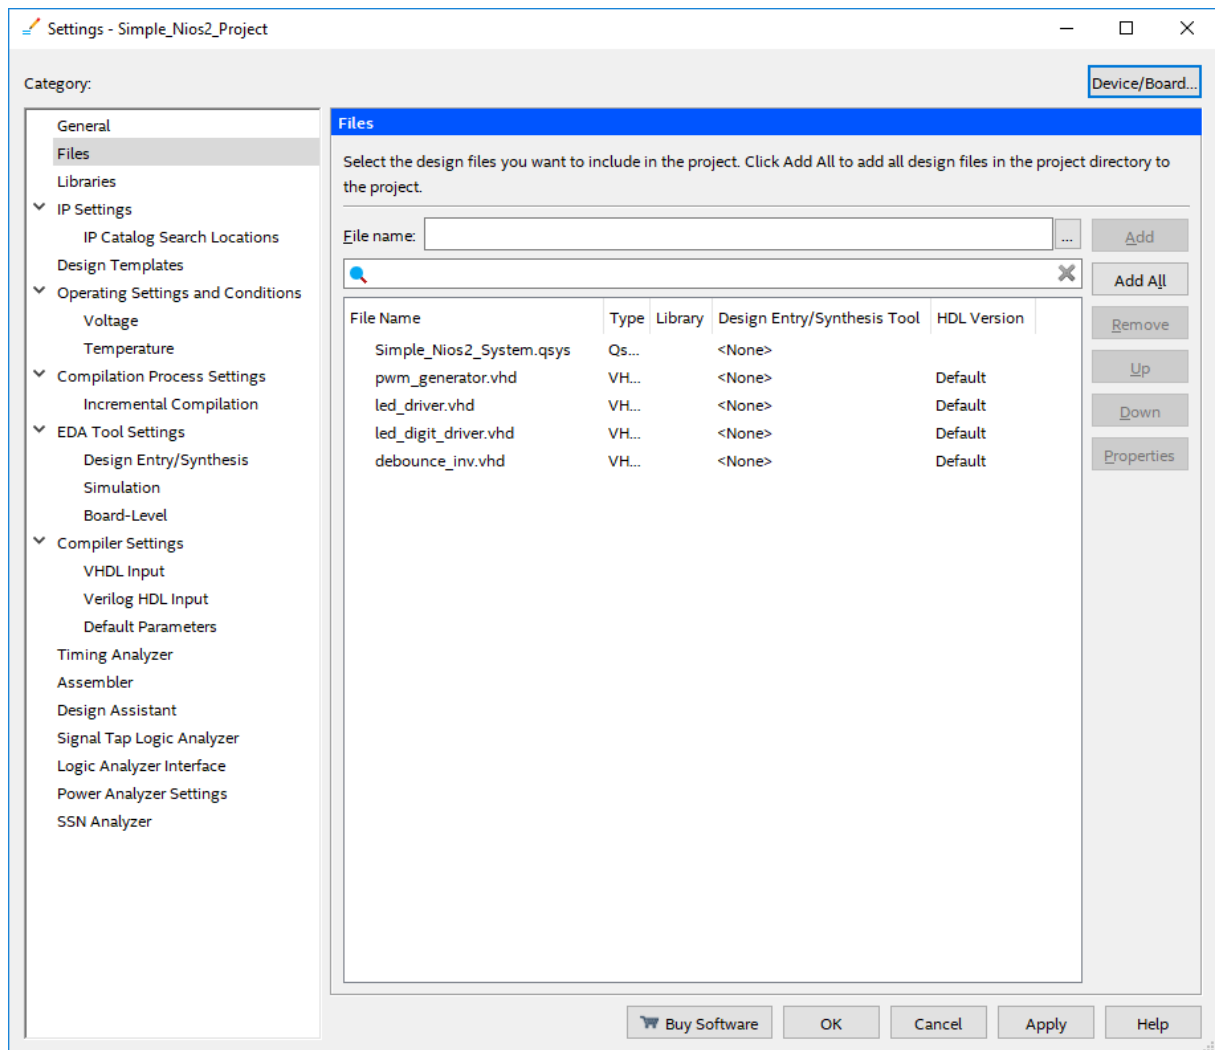 Settings - Simple_Nios2_Project
Category:
Device/Board...
General
Files
Libraries
IP Settings
IP Catalog Search Locations
Design Templates
Operating Settings and Conditions
Voltage
Temperature
Compilation Process Settings
Incremental Compilation
EDA Tool Settings
Design Entry/Synthesis
Simulation
Board-Level
Compiler Settings
VHDL Input
Verilog HDL Input
Default Parameters
Timing Analyzer
Assembler
Design Assistant
Signal Tap Logic Analyzer
Logic Analyzer Interface
Power Analyzer Settings
SSN Analyzer
Files
Select the design files you want to include in the project. Click Add All to add all design files in the project directory to
the project.
File name: ... Add
Add All
Remove
Up
Down
Properties
File Name Type Library Design Entry/Synthesis Tool HDL Version
Simple_Nios2_System.qsys Qs... <None>
pwm_generator.vhd VH... <None> Default
led_driver.vhd VH... <None> Default
led_digit_driver.vhd VH... <None> Default
debounce_inv.vhd VH... <None> Default
Buy Software OK Cancel Apply Help